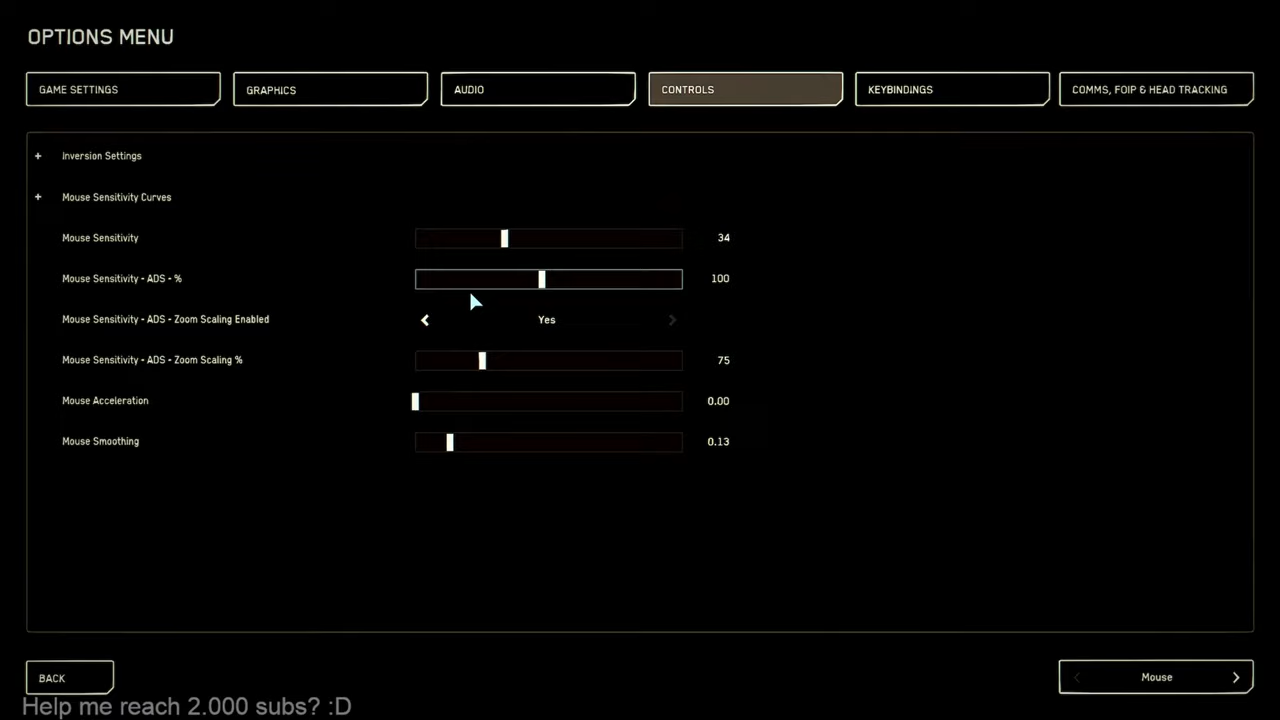 OPTIONS MENU
GAME SETTINGS
GRAPHICS
AUDIO
CONTROLS
KEYBINDINGS
COMMS, FOIP & HEAD TRACKING
+ Inversion Settings
+ Mouse Sensitivity Curves
Mouse Sensitivity 34
Mouse Sensitivity - ADS - % 100
Mouse Sensitivity - ADS - Zoom Scaling Enabled Yes
Mouse Sensitivity - ADS - Zoom Scaling % 75
Mouse Acceleration 0.00
Mouse Smoothing 0.13
BACK
Mouse
Help me reach 2.000 subs? :D